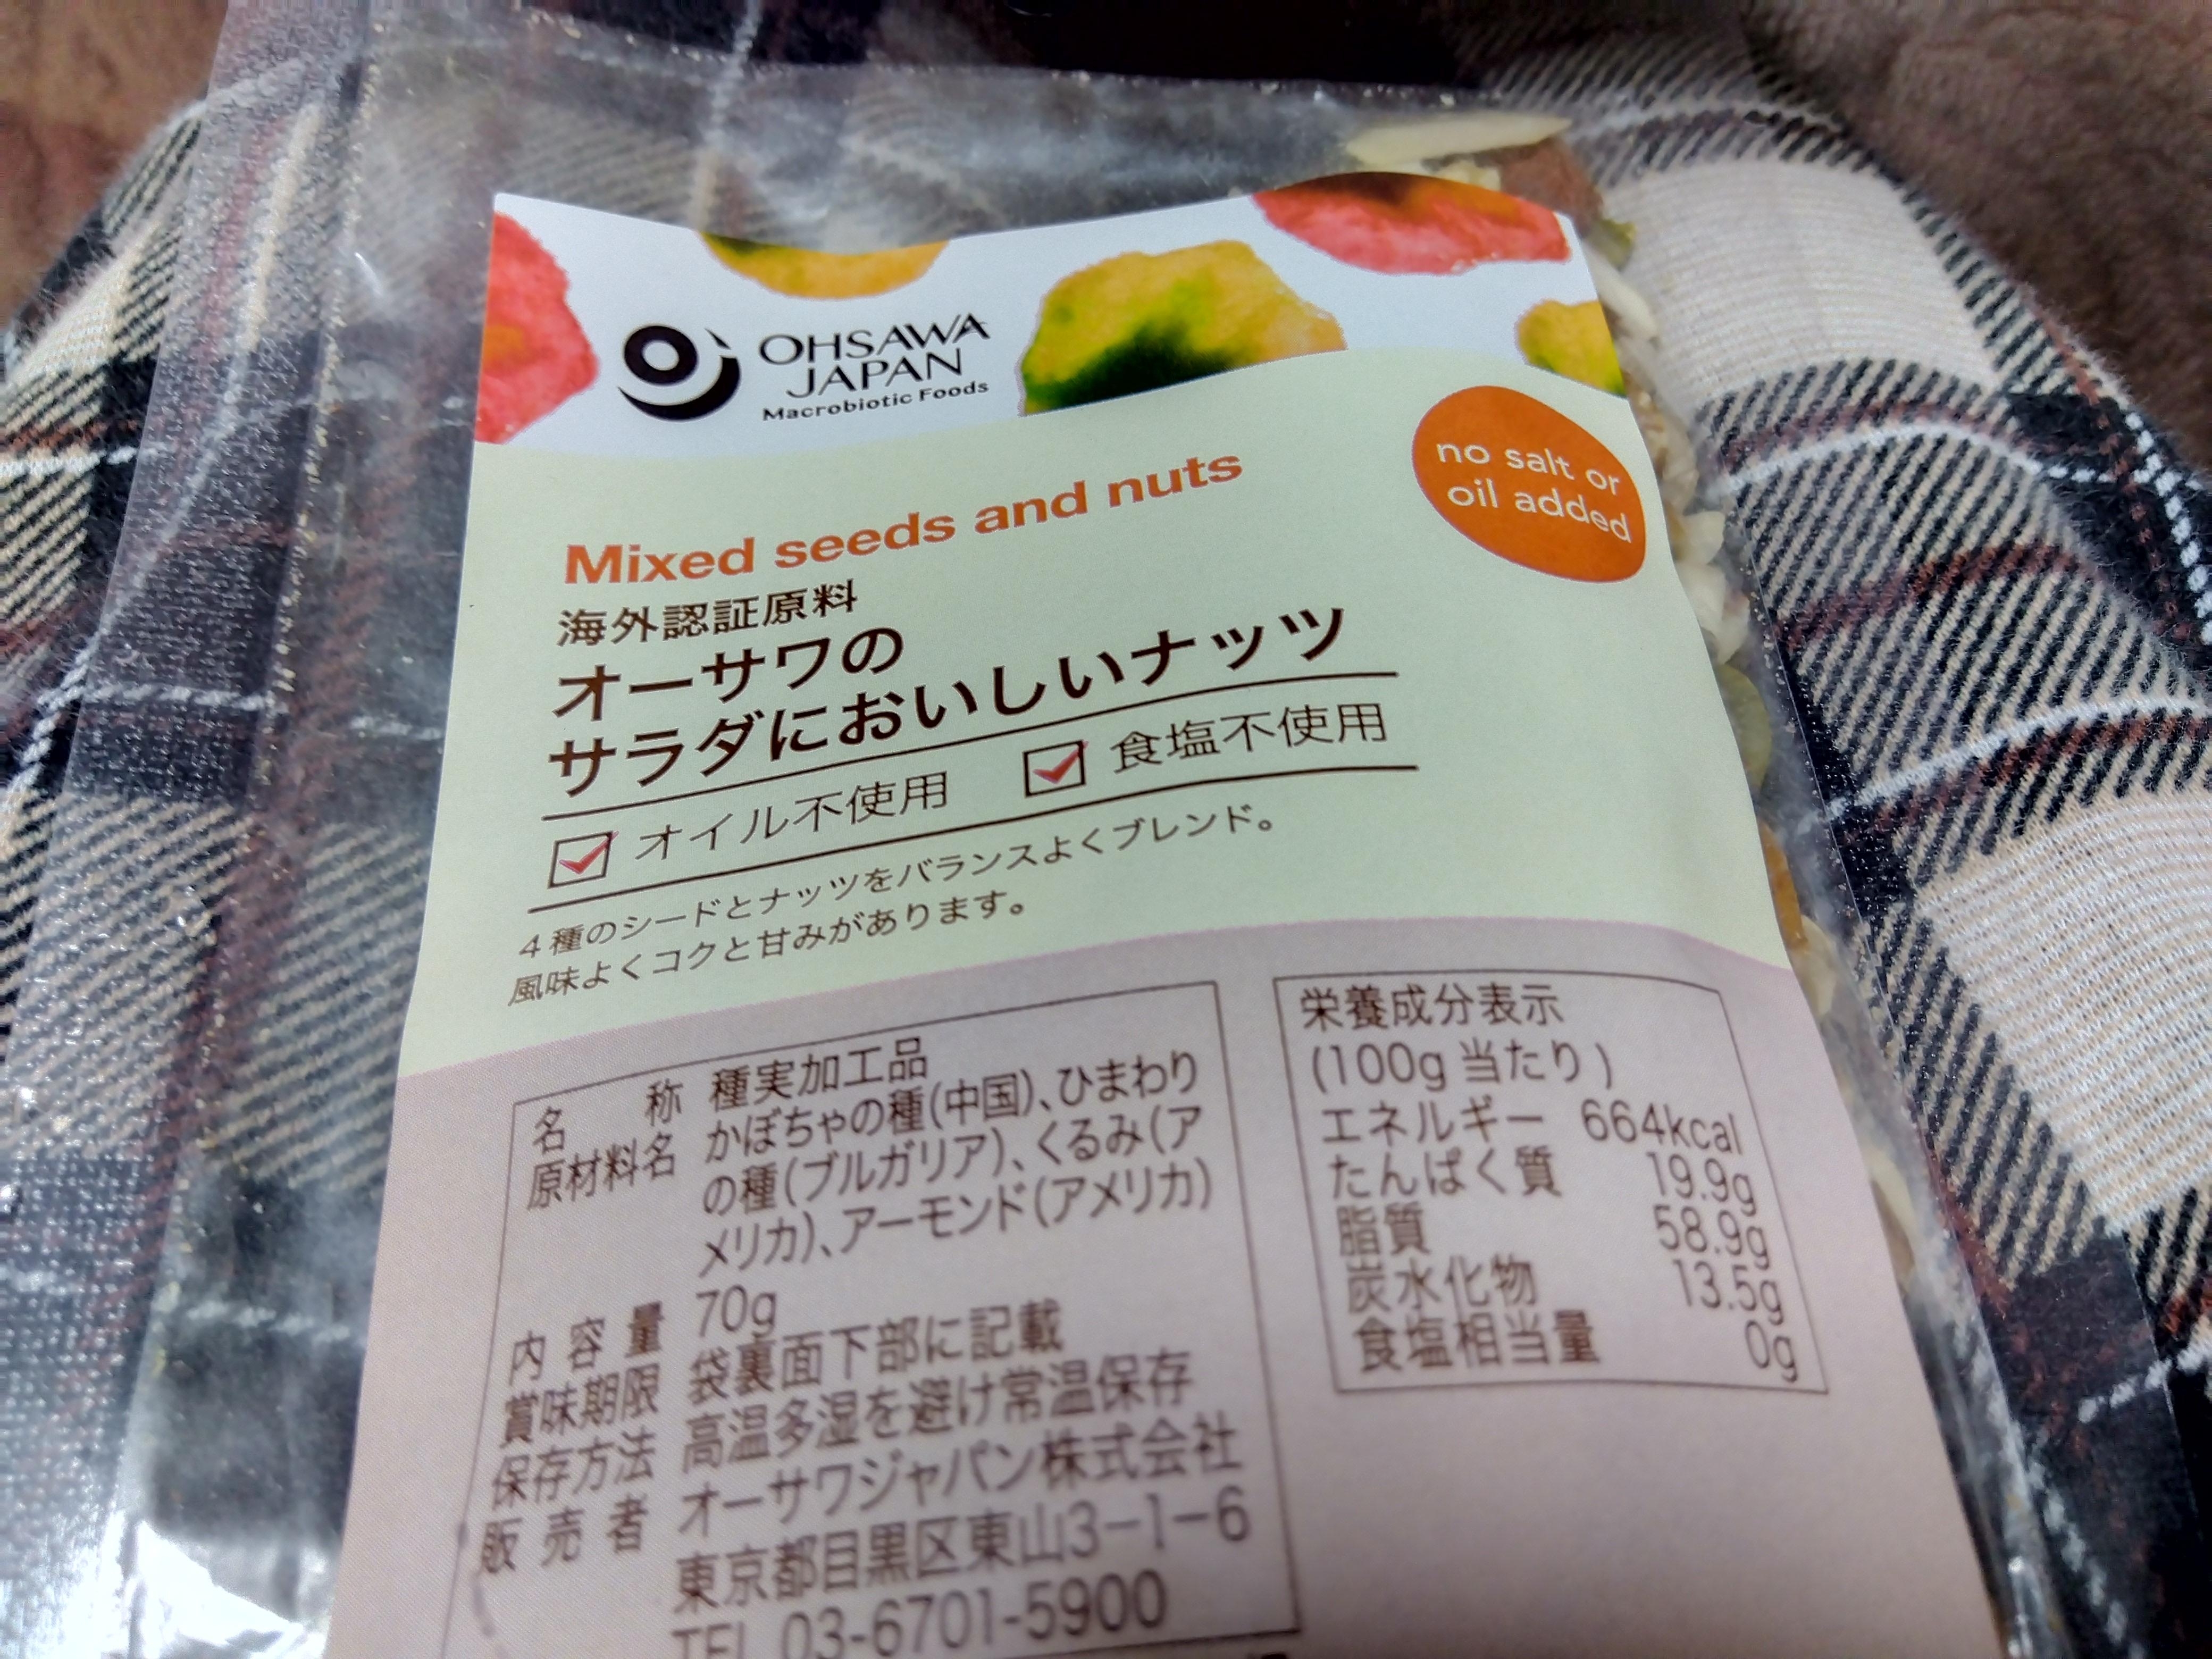 OHSAWA
JAPAN
Macrobiotic Foods
no salt or
oil added
Mixed seeds and nuts
海外認証原料
オーサワの
サラダにおいしいナッツ
オイル不使用 食塩不使用
4種のシードとナッツをバランスよくブレンド。
風味よくコクと甘みがあります。
名称 種実加工品
原材料名 かぼちゃの種(中国)、ひまわり
の種(ブルガリア)、くるみ(ア
メリカ)、アーモンド(アメリカ)
内容量 70g
賞味期限 袋裏面下部に記載
保存方法 高温多湿を避け常温保存
販売者 オーサワジャパン株式会社
東京都目黒区東山3-1-6
TEL 03-6701-5900
栄養成分表示
(100g当たり)
エネルギー 664kcal
たんぱく質 19.9g
脂質 58.9g
炭水化物 13.5g
食塩相当量 0g